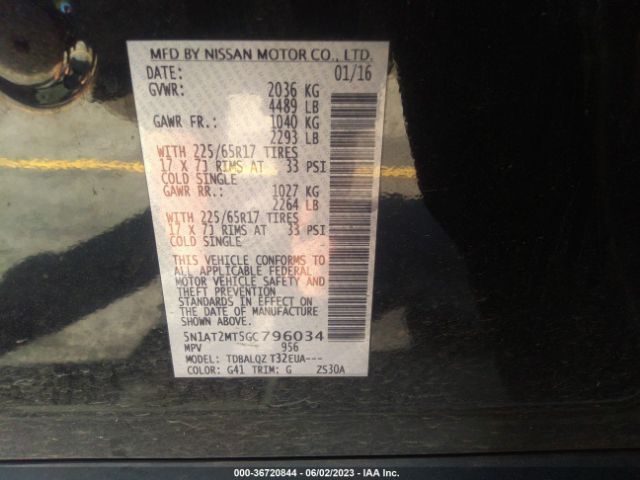 MFD BY NISSAN MOTOR CO., LTD.
DATE: 01/16
GVWR: 2036 KG
4489 LB
GAWR FR.: 1040 KG
2293 LB
WITH 225/65R17 TIRES
17 X 7J RIMS AT 33 PSI
COLD SINGLE
GAWR RR.: 1027 KG
2264 LB
WITH 225/65R17 TIRES
17 X 7J RIMS AT 33 PSI
COLD SINGLE
THIS VEHICLE CONFORMS TO
ALL APPLICABLE FEDERAL
MOTOR VEHICLE SAFETY AND
THEFT PREVENTION
STANDARDS IN EFFECT ON
THE DATE OF MANUFACTURE
SHOWN ABOVE.
5N1AT2MT5GC796034
MPV 956
MODEL: TDBALQZ T32EUA---
COLOR: G41 TRIM: G ZS30A
000-36720844 - 06/02/2023 - IAA Inc.